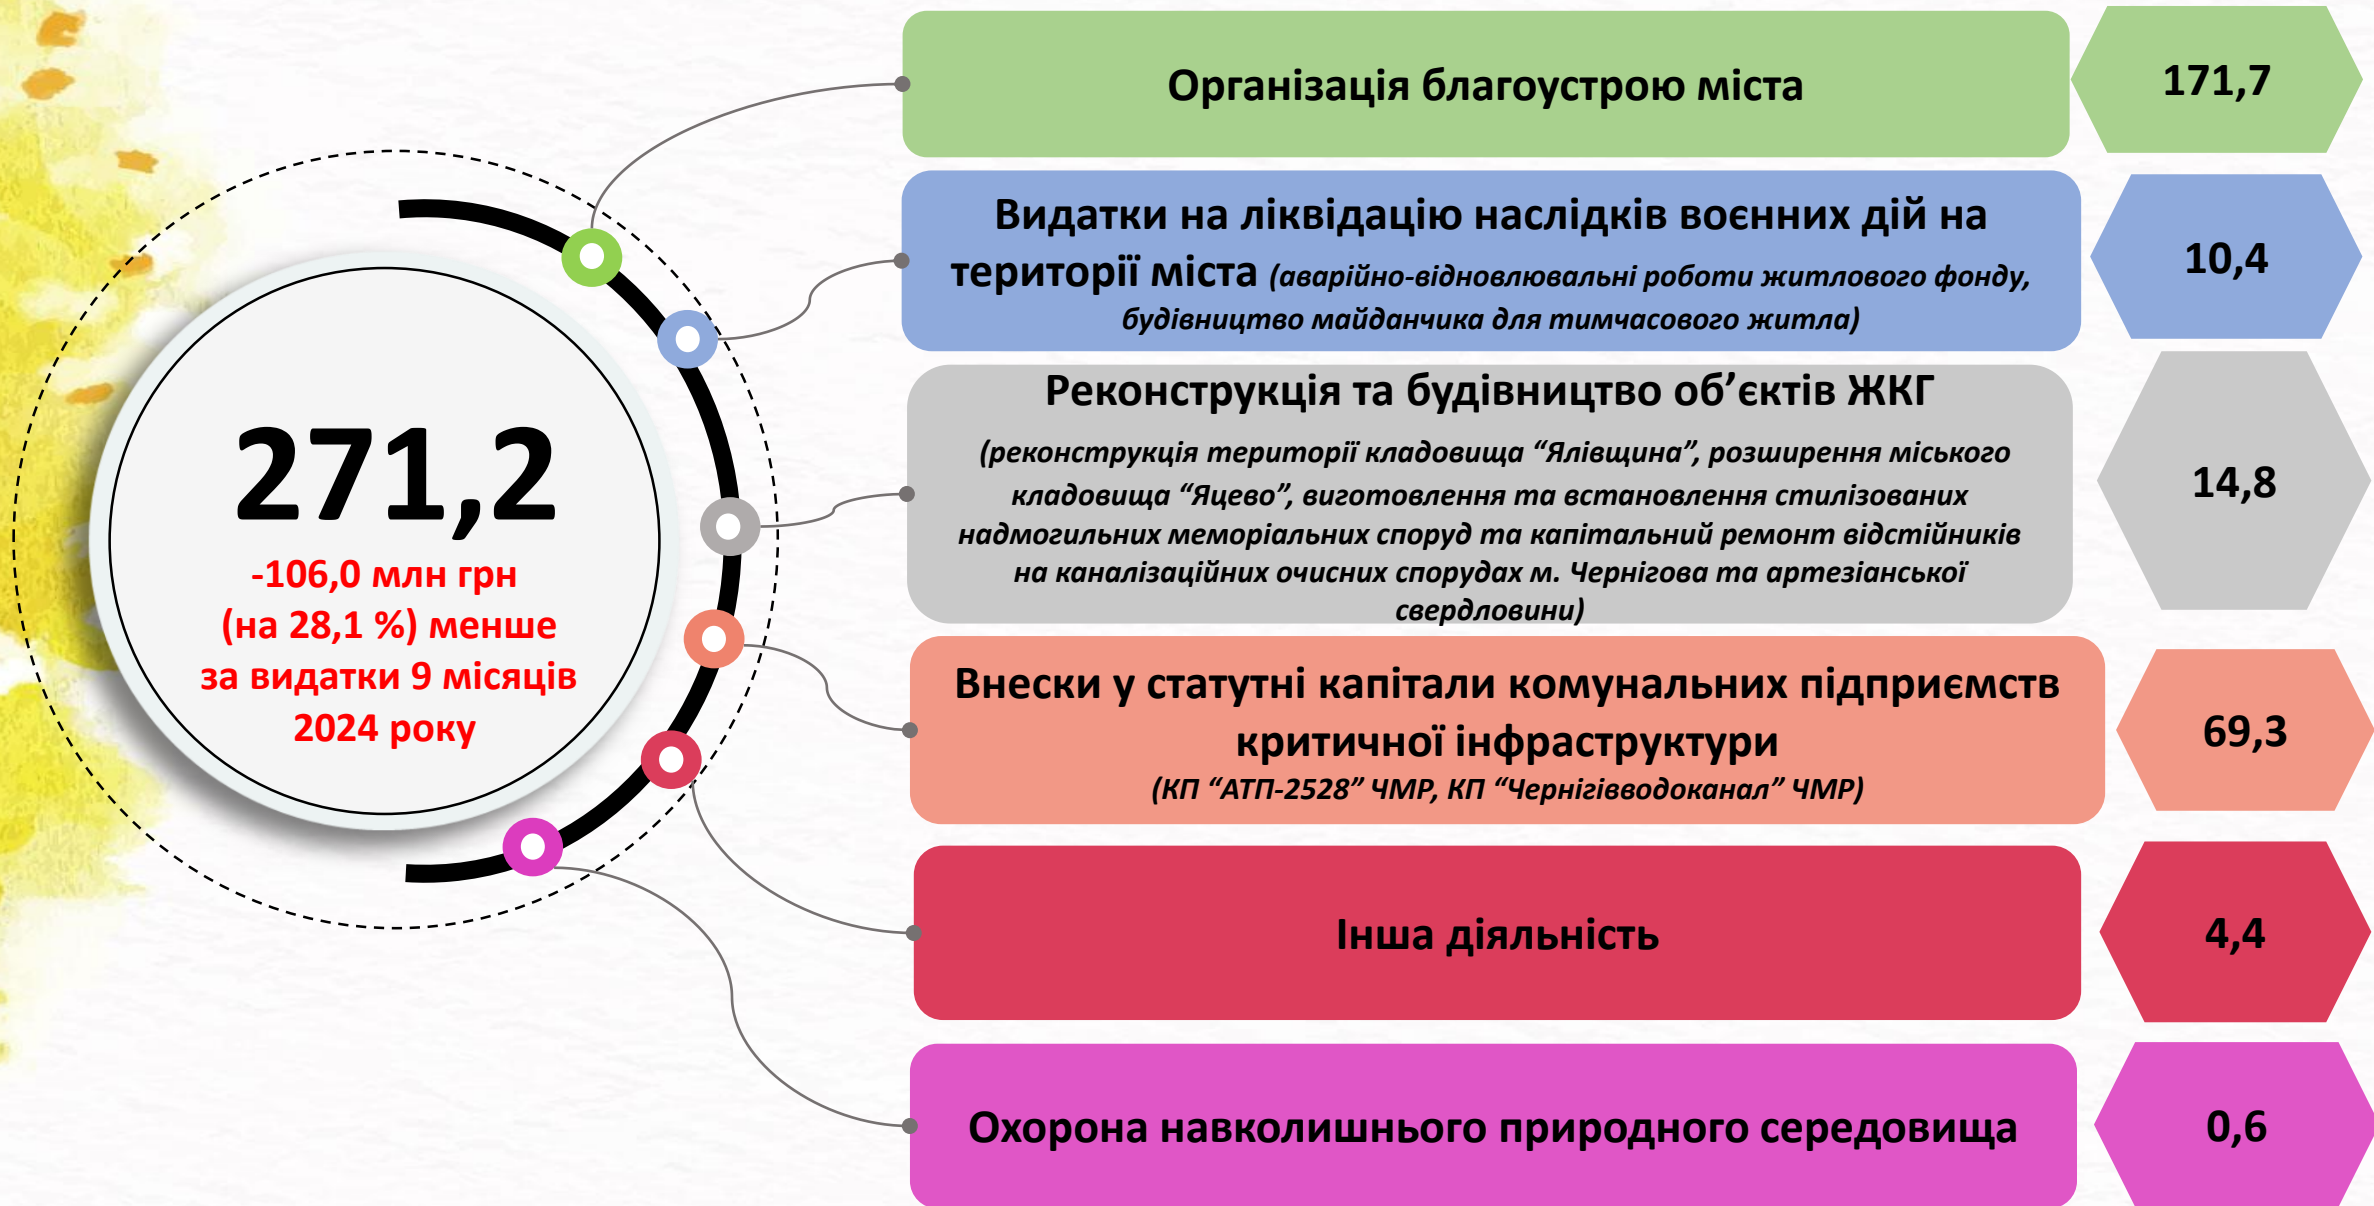 271,2
-106,0 млн грн
(на 28,1 %) менше
за видатки 9 місяців
2024 року
Організація благоустрою міста
171,7
Видатки на ліквідацію наслідків воєнних дій на
території міста (аварійно-відновлювальні роботи житлового фонду,
будівництво майданчика для тимчасового житла)
10,4
Реконструкція та будівництво об’єктів ЖКГ
(реконструкція території кладовища “Ялівщина”, розширення міського
кладовища “Яцево”, виготовлення та встановлення стилізованих
надмогильних меморіальних споруд та капітальний ремонт відстійників
на каналізаційних очисних спорудах м. Чернігова та артезіанської
свердловини)
14,8
Внески у статутні капітали комунальних підприємств
критичної інфраструктури
(КП “АТП-2528” ЧМР, КП “Чернігівводоканал” ЧМР)
69,3
Інша діяльність
4,4
Охорона навколишнього природного середовища
0,6